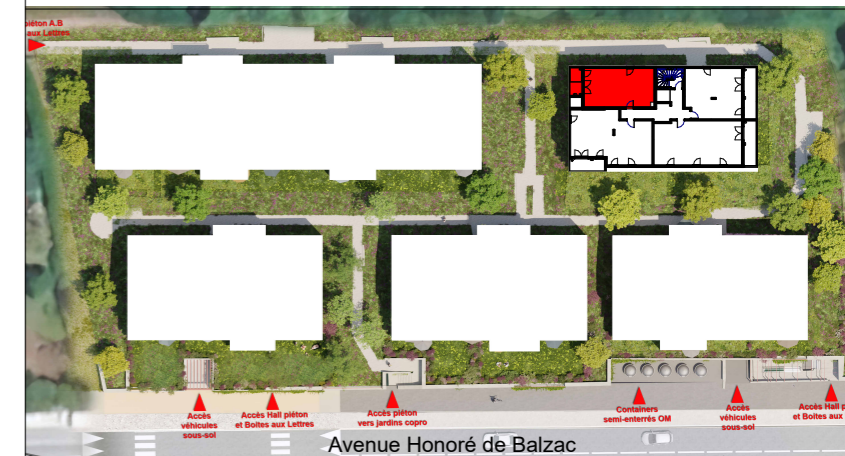 piéton A.B
aux Lettres
Accès
véhicules
sous-sol
Accès Hall piéton
et Boites aux Lettres
Accès piéton
vers jardins copro
Containers
semi-enterrés OM
Accès
véhicules
sous-sol
Accès Hall p
et Boites aux
Avenue Honoré de Balzac